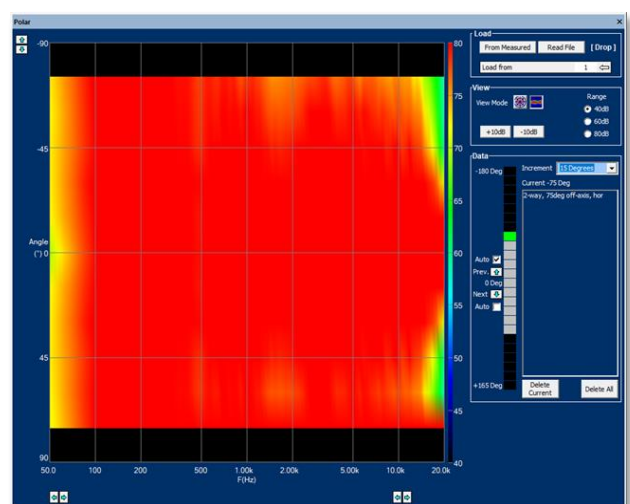 Polar
×
Load
From Measured Read File [ Drop ]
Load from 1
View
View Mode
Range
40dB
60dB
80dB
+10dB -10dB
Data
-180 Deg
Increment 15 Degrees
Current -75 Deg
2-way, 75deg off-axis, hor
Auto
Prev.
0 Deg
Next
Auto
+165 Deg
Delete
Current
Delete All
-90
-45
Angle
(°) 0
45
90
80
75
70
65
60
55
50
45
40
50.0 100 200 500 1.00k 2.00k 5.00k 10.0k 20.0k
F(Hz)